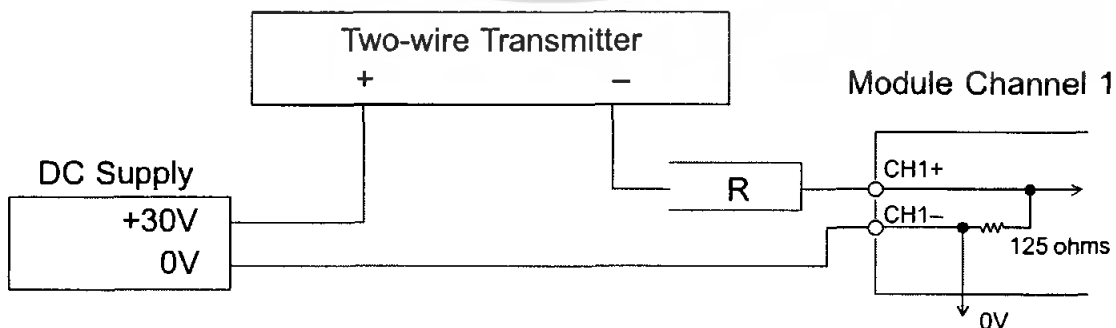 Two-wire Transmitter
+ –
Module Channel 1
DC Supply
+30V
0V
R
CH1+
CH1–
125 ohms
0V